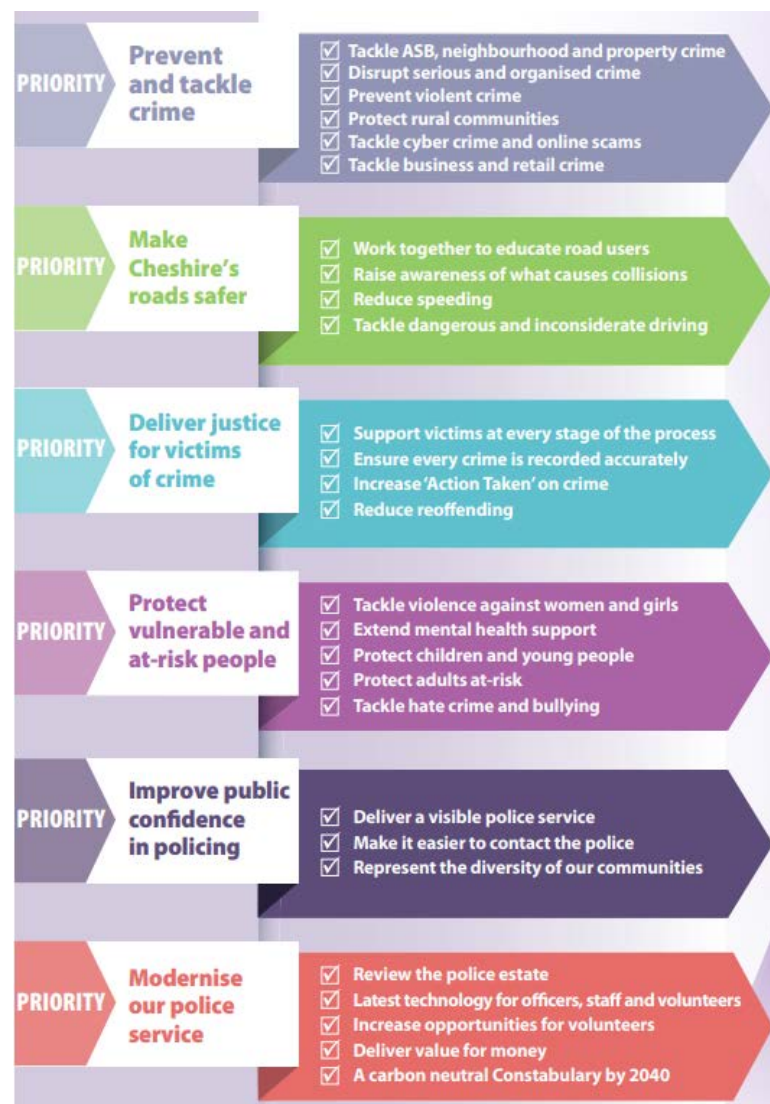 PRIORITY
Prevent
and tackle
crime
Tackle ASB, neighbourhood and property crime
Disrupt serious and organised crime
Prevent violent crime
Protect rural communities
Tackle cyber crime and online scams
Tackle business and retail crime
PRIORITY
Make
Cheshire's
roads safer
Work together to educate road users
Raise awareness of what causes collisions
Reduce speeding
Tackle dangerous and inconsiderate driving
PRIORITY
Deliver justice
for victims
of crime
Support victims at every stage of the process
Ensure every crime is recorded accurately
Increase 'Action Taken' on crime
Reduce reoffending
PRIORITY
Protect
vulnerable and
at-risk people
Tackle violence against women and girls
Extend mental health support
Protect children and young people
Protect adults at-risk
Tackle hate crime and bullying
PRIORITY
Improve public
confidence
in policing
Deliver a visible police service
Make it easier to contact the police
Represent the diversity of our communities
PRIORITY
Modernise
our police
service
Review the police estate
Latest technology for officers, staff and volunteers
Increase opportunities for volunteers
Deliver value for money
A carbon neutral Constabulary by 2040